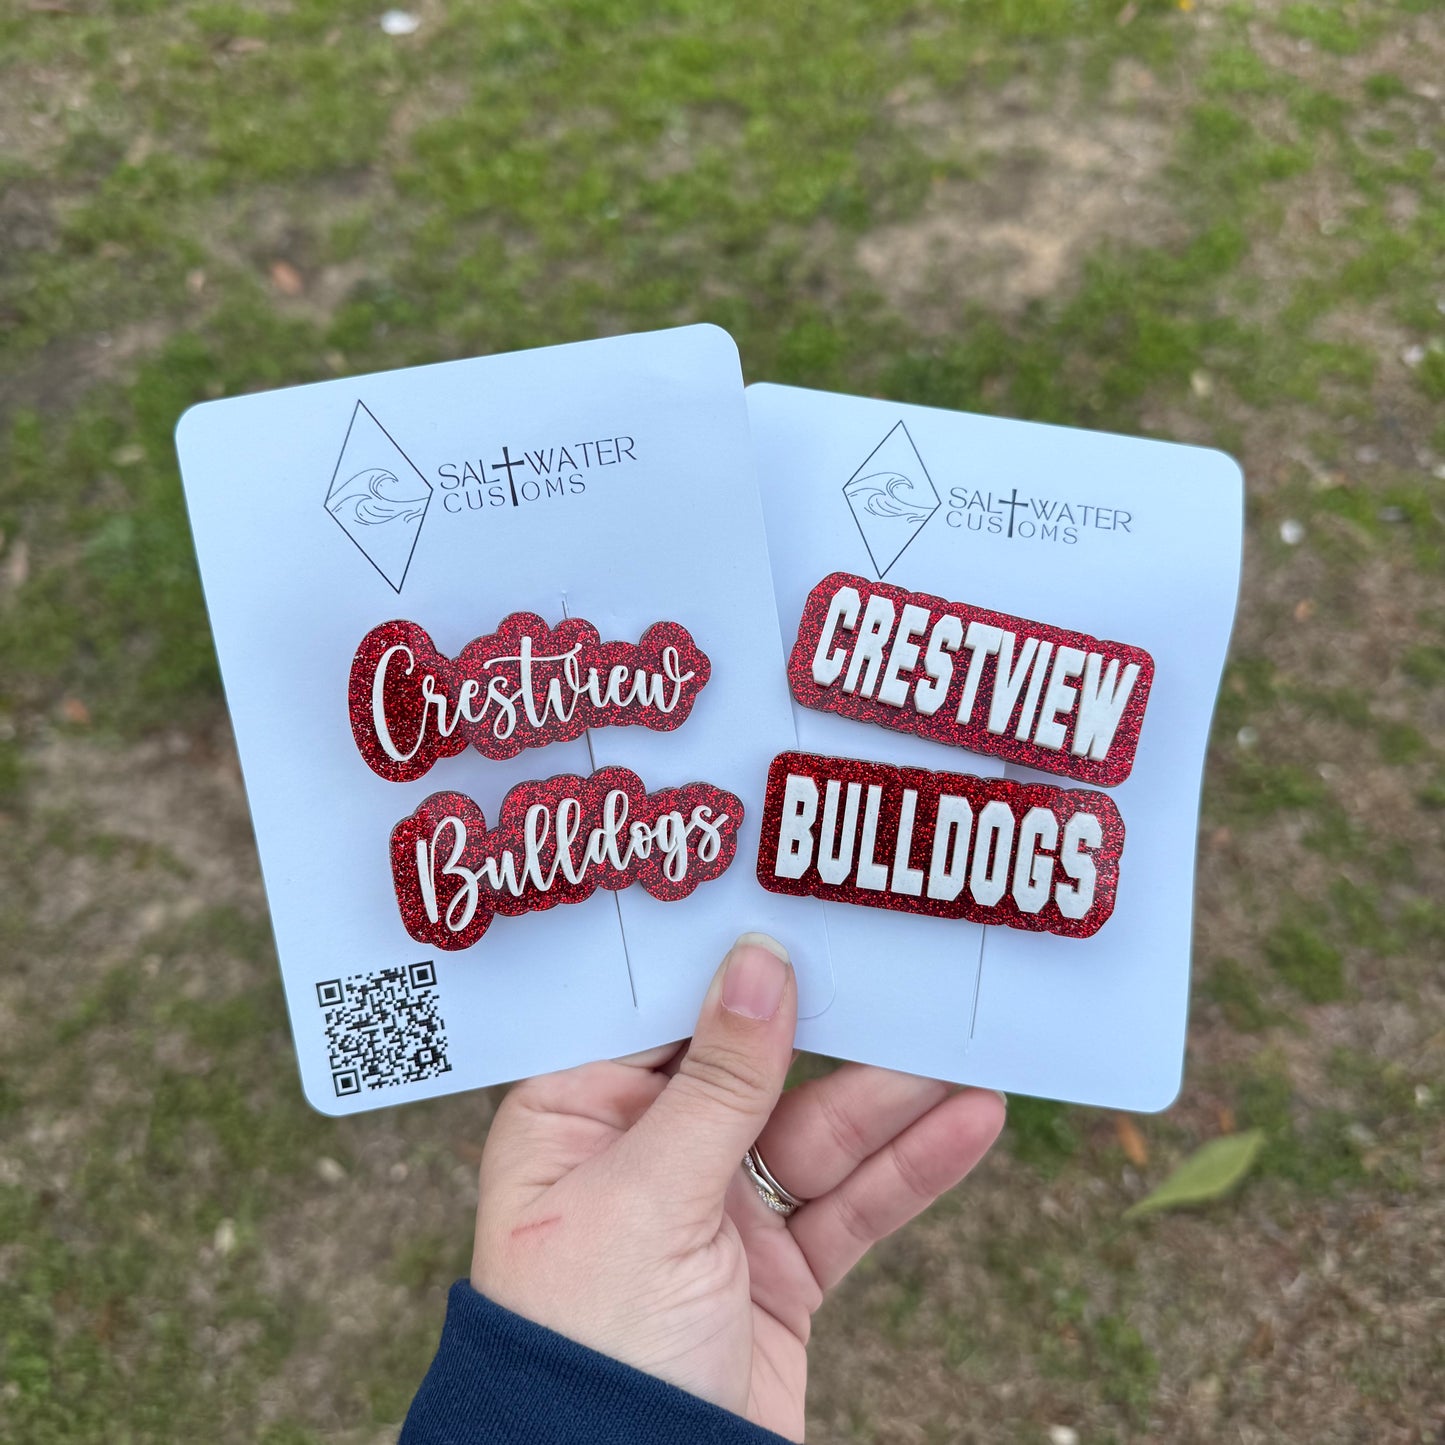 SALTWATER
CUSTOMS
Crestview
Bulldogs
SALTWATER
CUSTOMS
CRESTVIEW
BULLDOGS